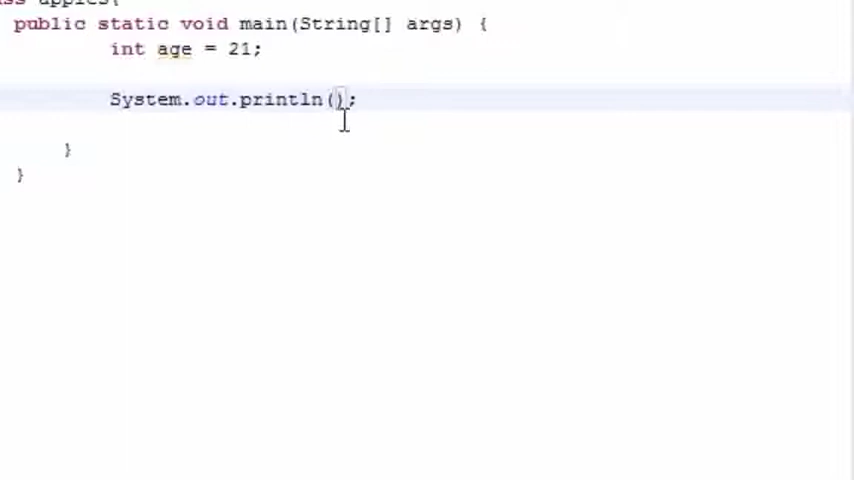 public static void main(String[] args) {
int age = 21;
System.out.println();
}
}